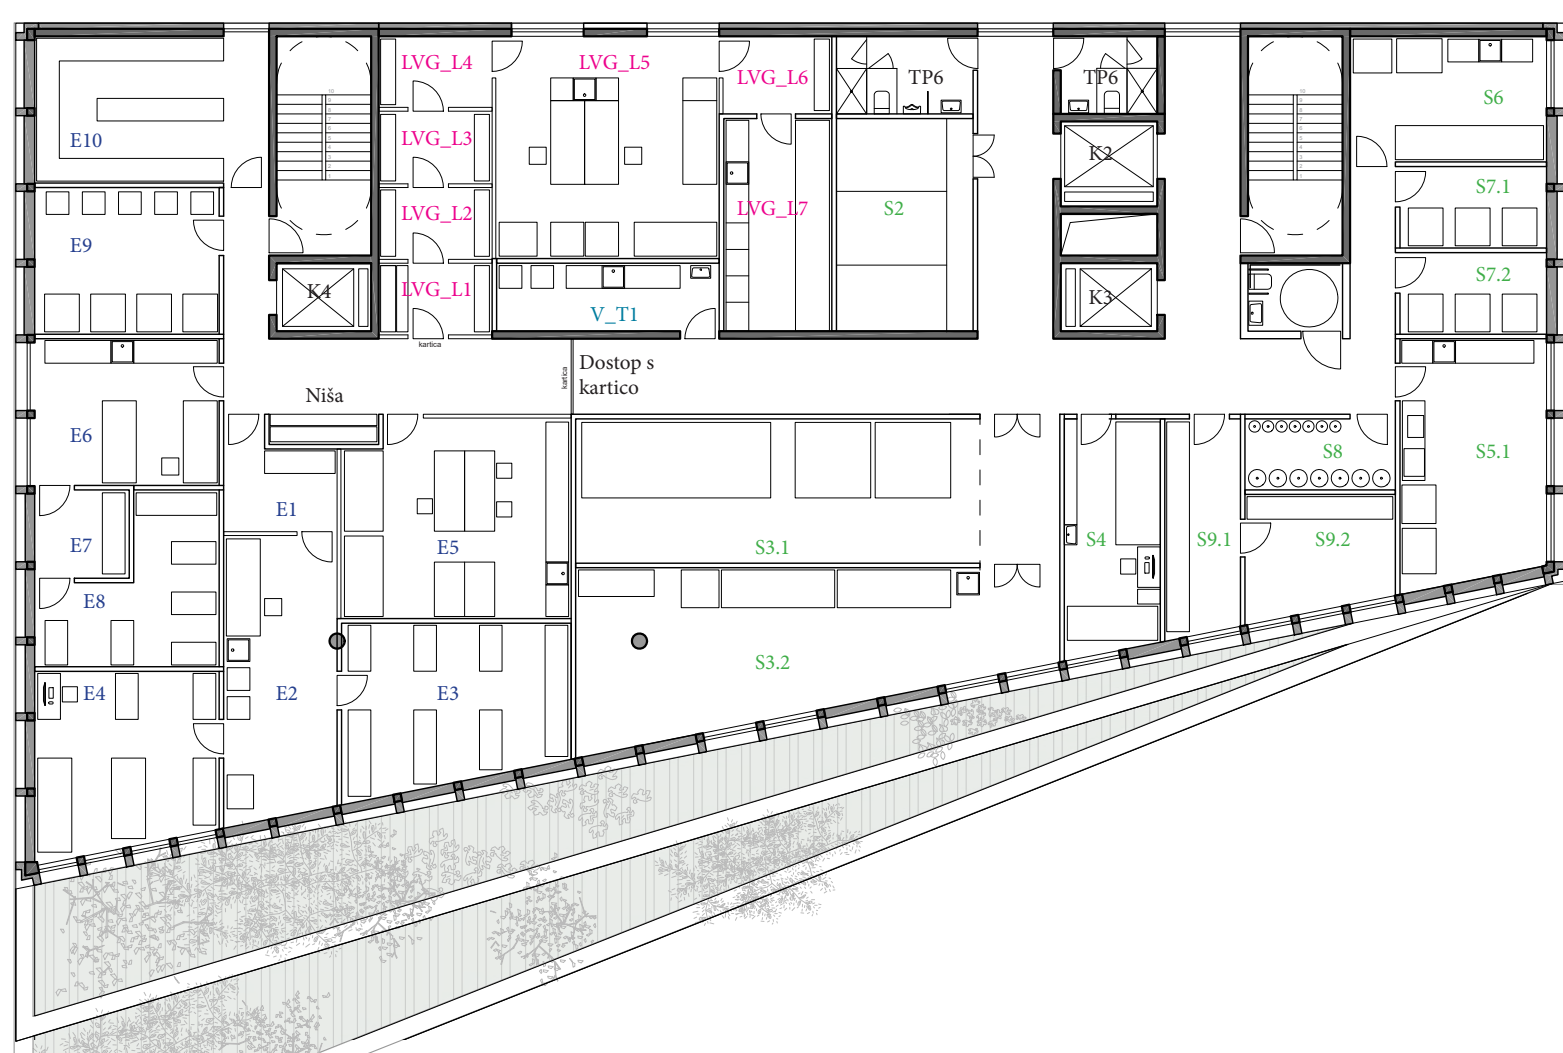 LVG_L4
LVG_L5
LVG_L6
TP6
TP6
S6
E10
LVG_L3
K2
S7.1
LVG_L2
LVG_L7
S2
E9
S7.2
K4
LVG_L1
K3
V_T1
kartica
kartica
Dostop s
kartico
Niša
E6
S8
S5.1
E1
E7
E5
S3.1
S4
S9.1
S9.2
E8
S3.2
E4
E2
E3